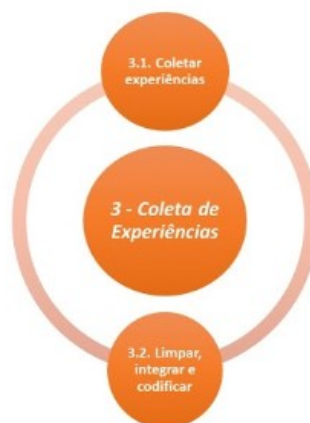 3.1. Coletar
experiências
3 - Coleta de
Experiências
3.2. Limpar,
integrar e
codificar